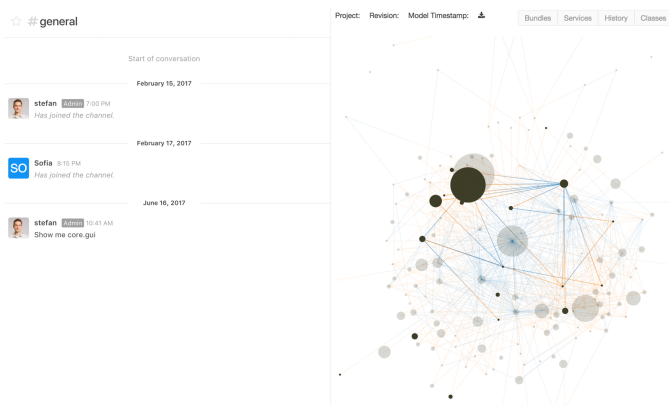 #general
Start of conversation
February 15, 2017
stefan Admin 7:00 PM
Has joined the channel.
February 17, 2017
SO
Sofia 8:15 PM
Has joined the channel.
June 16, 2017
stefan Admin 10:41 AM
Show me core.gui
Project: Revision: Model Timestamp:
Bundles Services History Classes